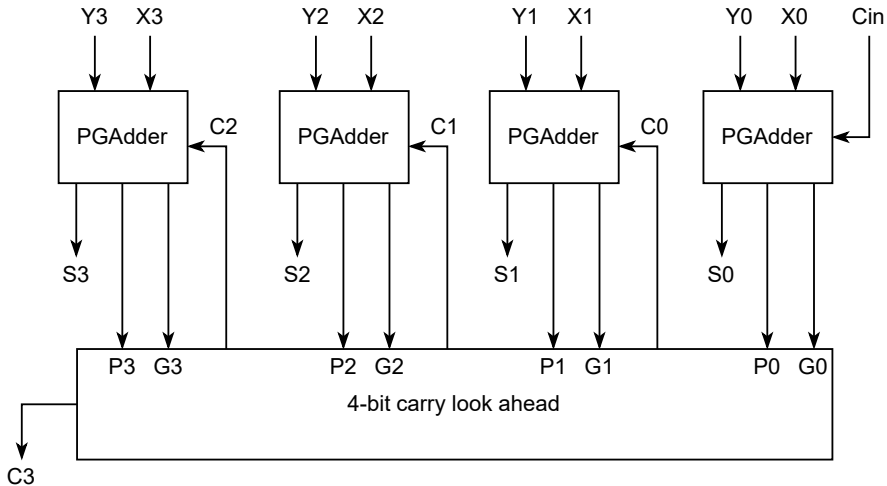 Y3 X3 Y2 X2 Y1 X1 Y0 X0 Cin
PGAdder C2 PGAdder C1 PGAdder C0 PGAdder
S3 S2 S1 S0
P3 G3 P2 G2 P1 G1 P0 G0
4-bit carry look ahead
C3